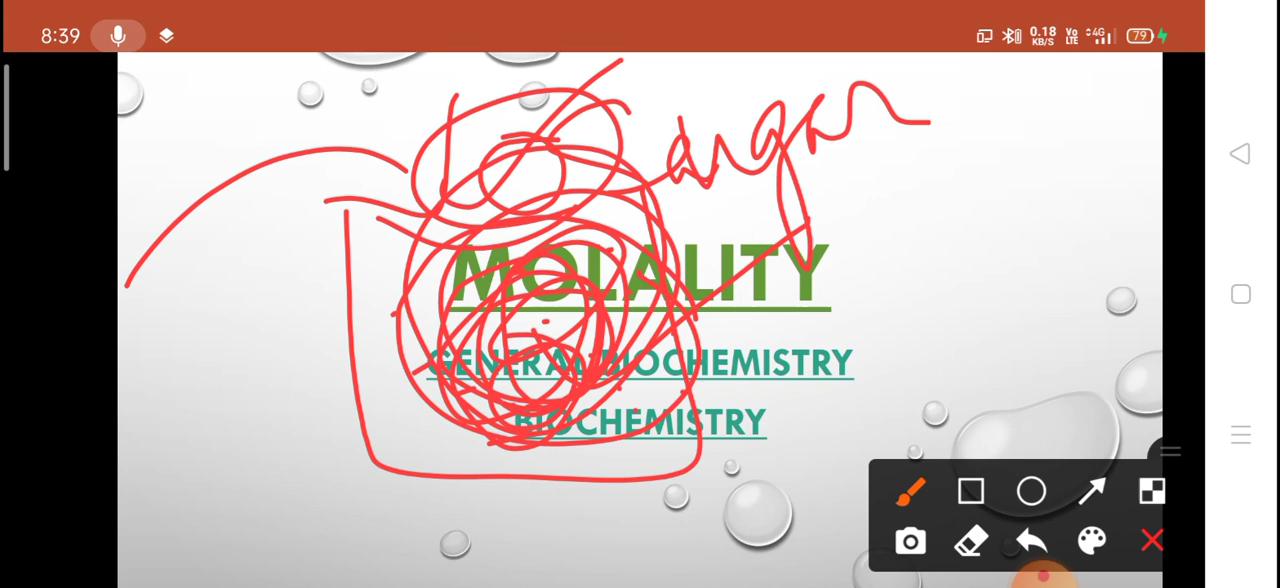 8:39 0.18 KB/S Vo LTE 4G 79
MOLALITY
GENERAL BIOCHEMISTRY
BIOCHEMISTRY